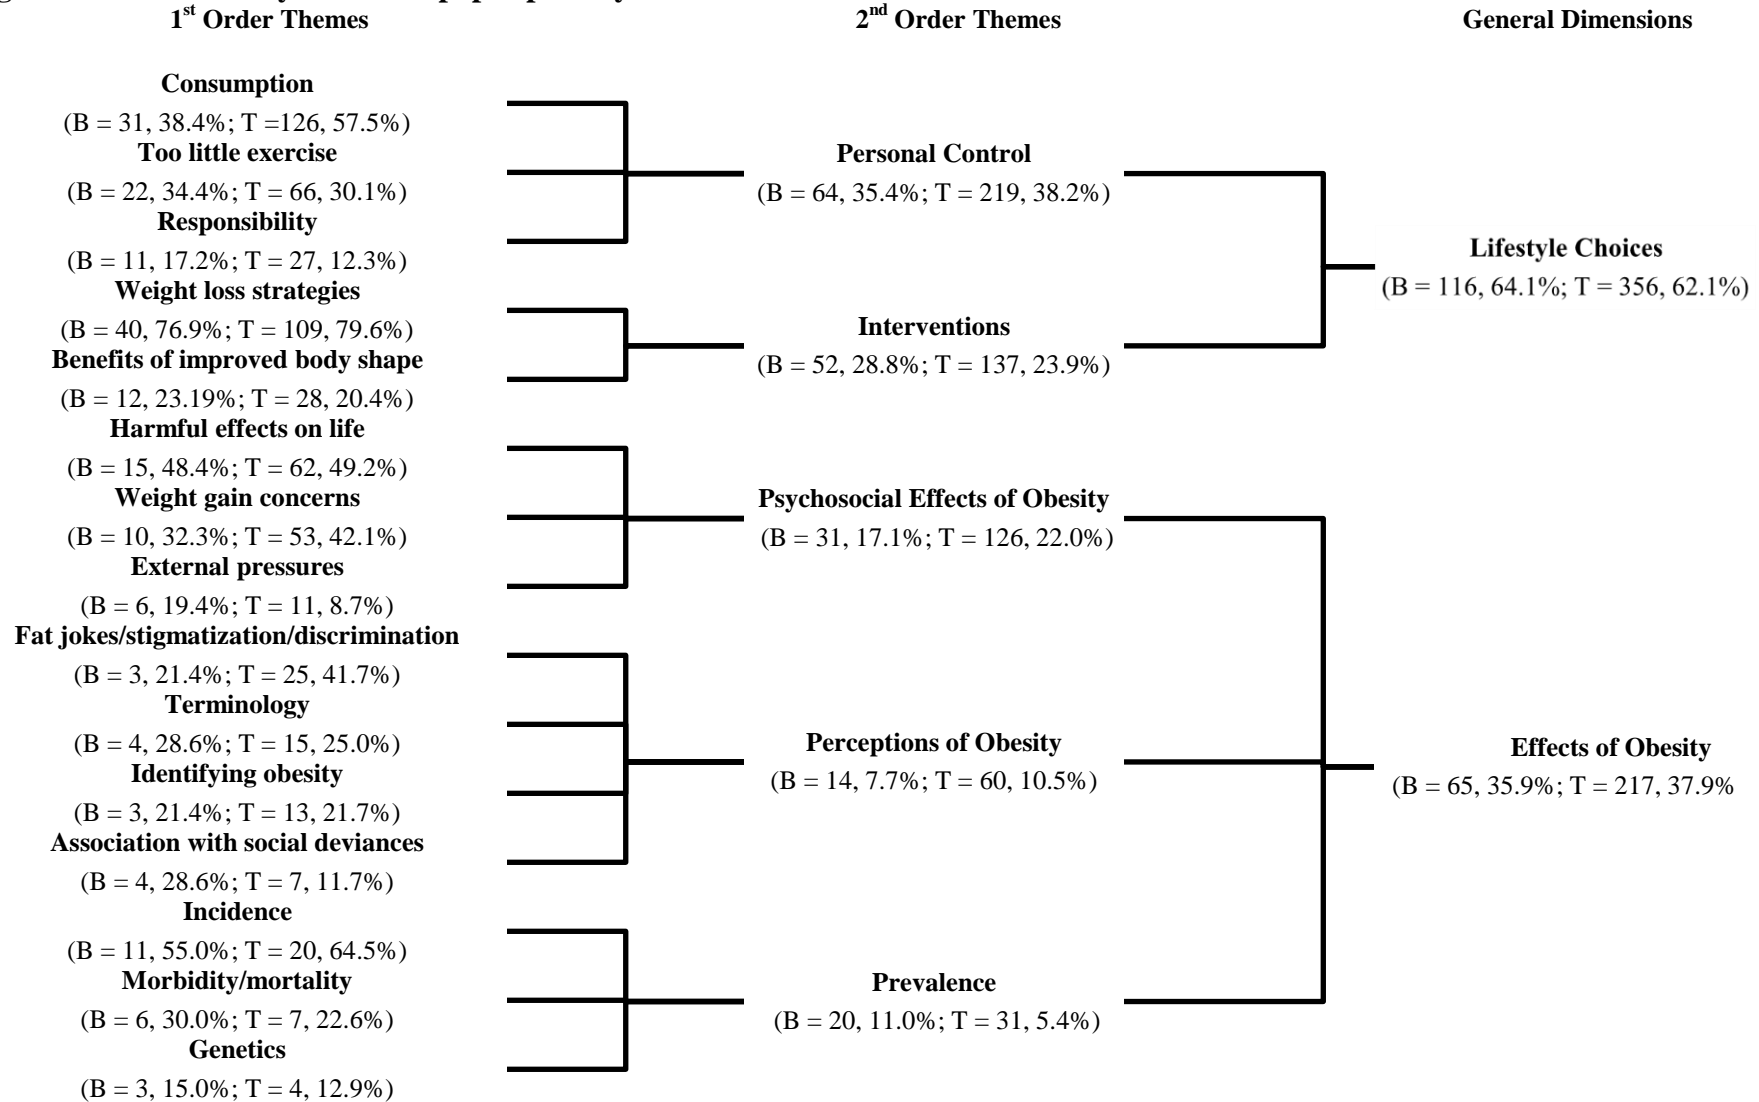 1st Order Themes
2nd Order Themes
General Dimensions
Consumption
(B = 31, 38.4%; T =126, 57.5%)
Too little exercise
(B = 22, 34.4%; T = 66, 30.1%)
Responsibility
(B = 11, 17.2%; T = 27, 12.3%)
Weight loss strategies
(B = 40, 76.9%; T = 109, 79.6%)
Benefits of improved body shape
(B = 12, 23.19%; T = 28, 20.4%)
Harmful effects on life
(B = 15, 48.4%; T = 62, 49.2%)
Weight gain concerns
(B = 10, 32.3%; T = 53, 42.1%)
External pressures
(B = 6, 19.4%; T = 11, 8.7%)
Fat jokes/stigmatization/discrimination
(B = 3, 21.4%; T = 25, 41.7%)
Terminology
(B = 4, 28.6%; T = 15, 25.0%)
Identifying obesity
(B = 3, 21.4%; T = 13, 21.7%)
Association with social deviances
(B = 4, 28.6%; T = 7, 11.7%)
Incidence
(B = 11, 55.0%; T = 20, 64.5%)
Morbidity/mortality
(B = 6, 30.0%; T = 7, 22.6%)
Genetics
(B = 3, 15.0%; T = 4, 12.9%)
Personal Control
(B = 64, 35.4%; T = 219, 38.2%)
Interventions
(B = 52, 28.8%; T = 137, 23.9%)
Psychosocial Effects of Obesity
(B = 31, 17.1%; T = 126, 22.0%)
Perceptions of Obesity
(B = 14, 7.7%; T = 60, 10.5%)
Prevalence
(B = 20, 11.0%; T = 31, 5.4%)
Lifestyle Choices
(B = 116, 64.1%; T = 356, 62.1%)
Effects of Obesity
(B = 65, 35.9%; T = 217, 37.9%